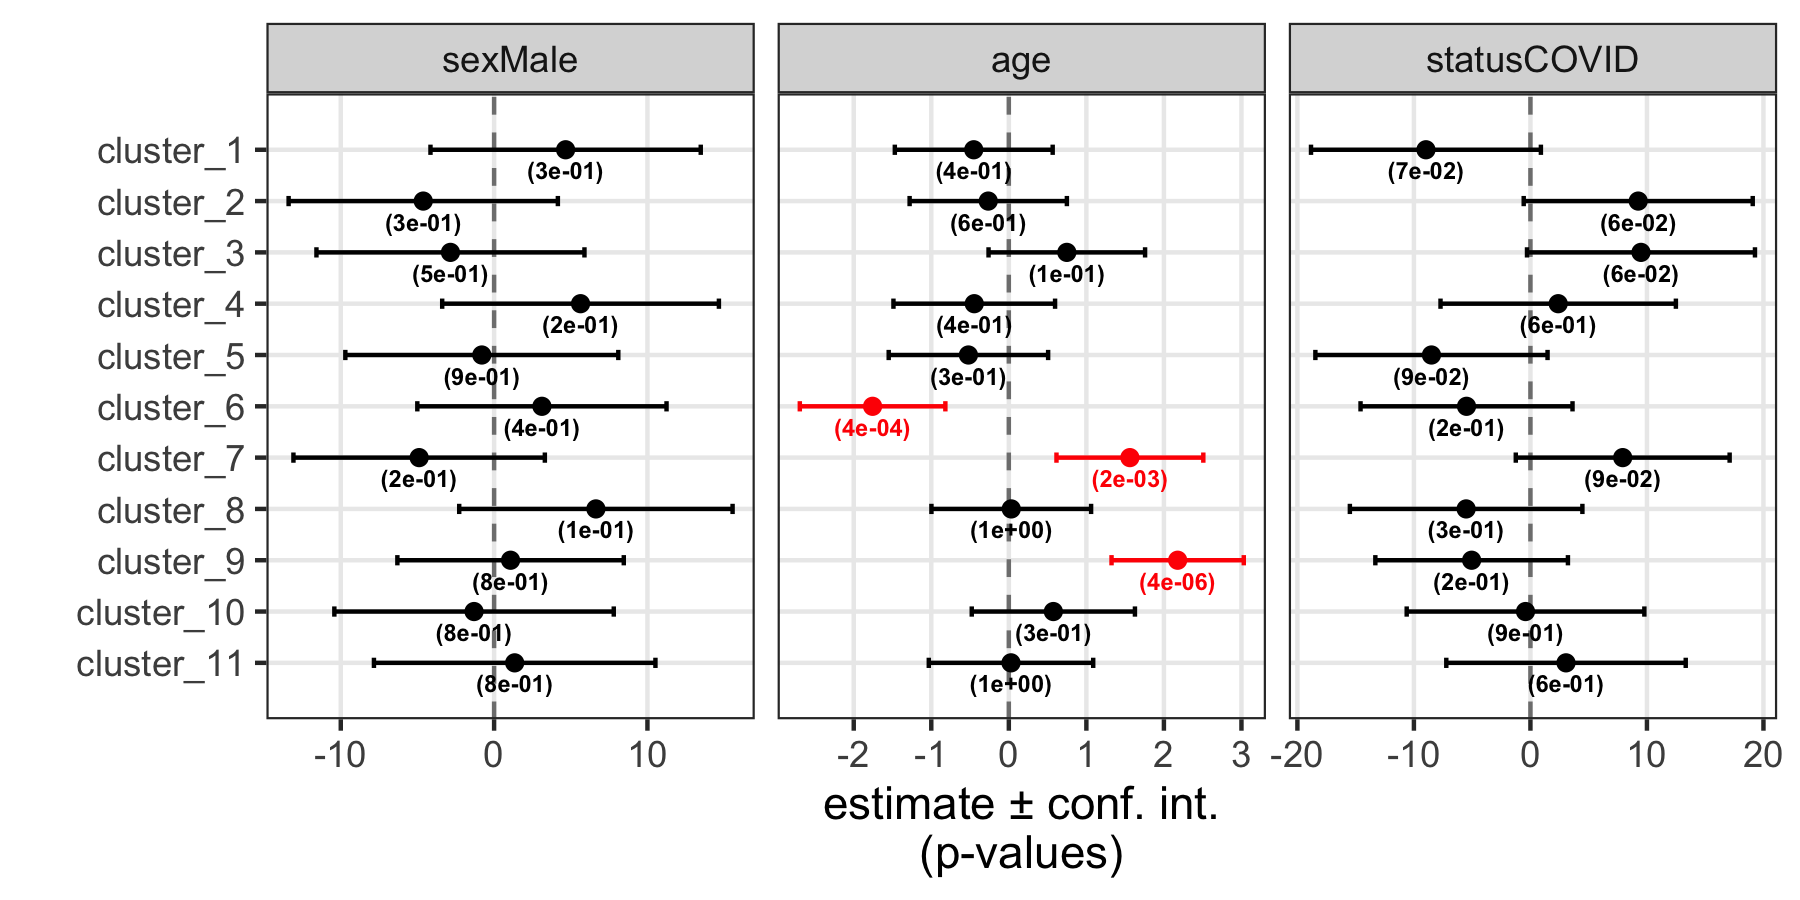 sexMale age statusCOVID
cluster_1 (3e-01) (4e-01) (7e-02)
cluster_2 (3e-01) (6e-01) (6e-02)
cluster_3 (5e-01) (1e-01) (6e-02)
cluster_4 (2e-01) (4e-01) (6e-01)
cluster_5 (9e-01) (3e-01) (9e-02)
cluster_6 (4e-01) (4e-04) (2e-01)
cluster_7 (2e-01) (2e-03) (9e-02)
cluster_8 (1e-01) (1e+00) (3e-01)
cluster_9 (8e-01) (4e-06) (2e-01)
cluster_10 (8e-01) (3e-01) (9e-01)
cluster_11 (8e-01) (1e+00) (6e-01)
-10 0 10 -2 -1 0 1 2 3 -20 -10 0 10 20
estimate ± conf. int.
(p-values)